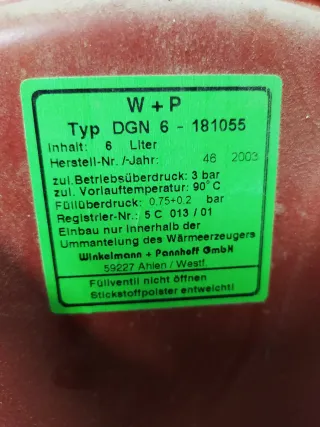 W + P
Typ DGN 6 - 181055
Inhalt: 6 Liter
Herstell-Nr./-Jahr: 46 2003
zul.Betriebsüberdruck: 3 bar
zul. Vorlauftemperatur: 90°C
Füllüberdruck: 0.75+0.2 bar
Registrier-Nr.: 5 C 013 / 01
Einbau nur innerhalb der
Ummantelung des Wärmeerzeugers
Winkelmann + Pannhoff GmbH
59227 Ahlen / Westf.
Füllventil nicht öffnen
Stickstoffpolster entweicht!